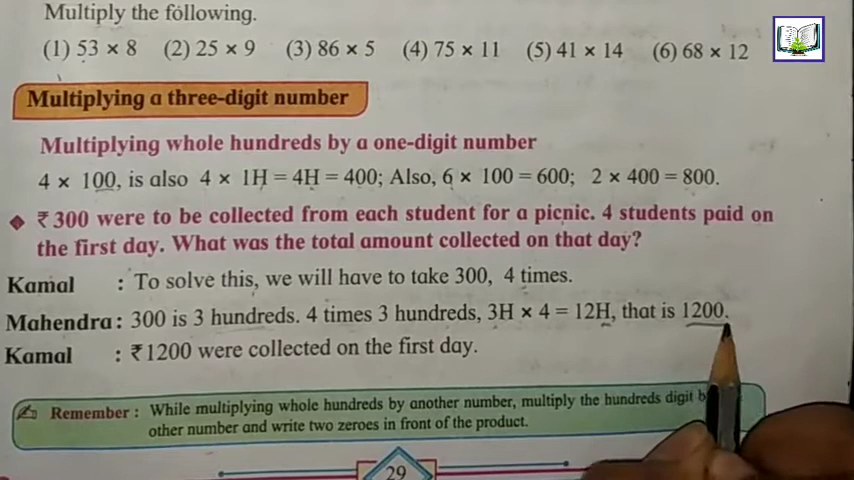 Multiply the following.
(1) 53 × 8 (2) 25 × 9 (3) 86 × 5 (4) 75 × 11 (5) 41 × 14 (6) 68 × 12
Multiplying a three-digit number
Multiplying whole hundreds by a one-digit number
4 × 100, is also 4 × 1H = 4H = 400; Also, 6 × 100 = 600; 2 × 400 = 800.
❖ ₹300 were to be collected from each student for a picnic. 4 students paid on
the first day. What was the total amount collected on that day?
Kamal : To solve this, we will have to take 300, 4 times.
Mahendra : 300 is 3 hundreds. 4 times 3 hundreds, 3H × 4 = 12H, that is 1200.
Kamal : ₹1200 were collected on the first day.
Remember : While multiplying whole hundreds by another number, multiply the hundreds digit
other number and write two zeroes in front of the product.
29